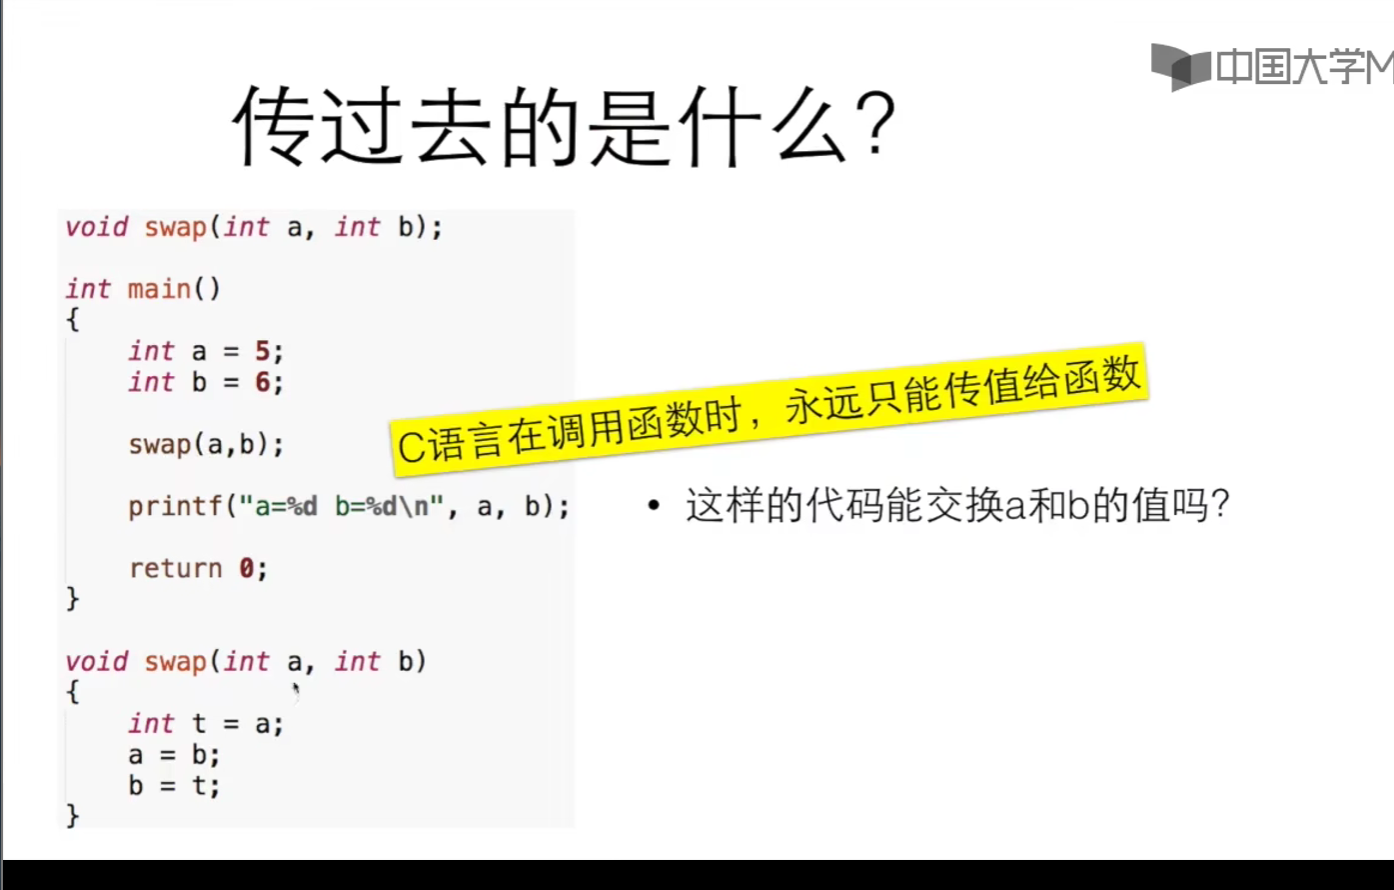 中国大学M
传过去的是什么?
void swap(int a, int b);
int main()
{
int a = 5;
int b = 6;
swap(a,b);
printf("a=%d b=%d\n", a, b);
return 0;
}
void swap(int a, int b)
{
int t = a;
a = b;
b = t;
}
C语言在调用函数时，永远只能传值给函数
• 这样的代码能交换a和b的值吗?